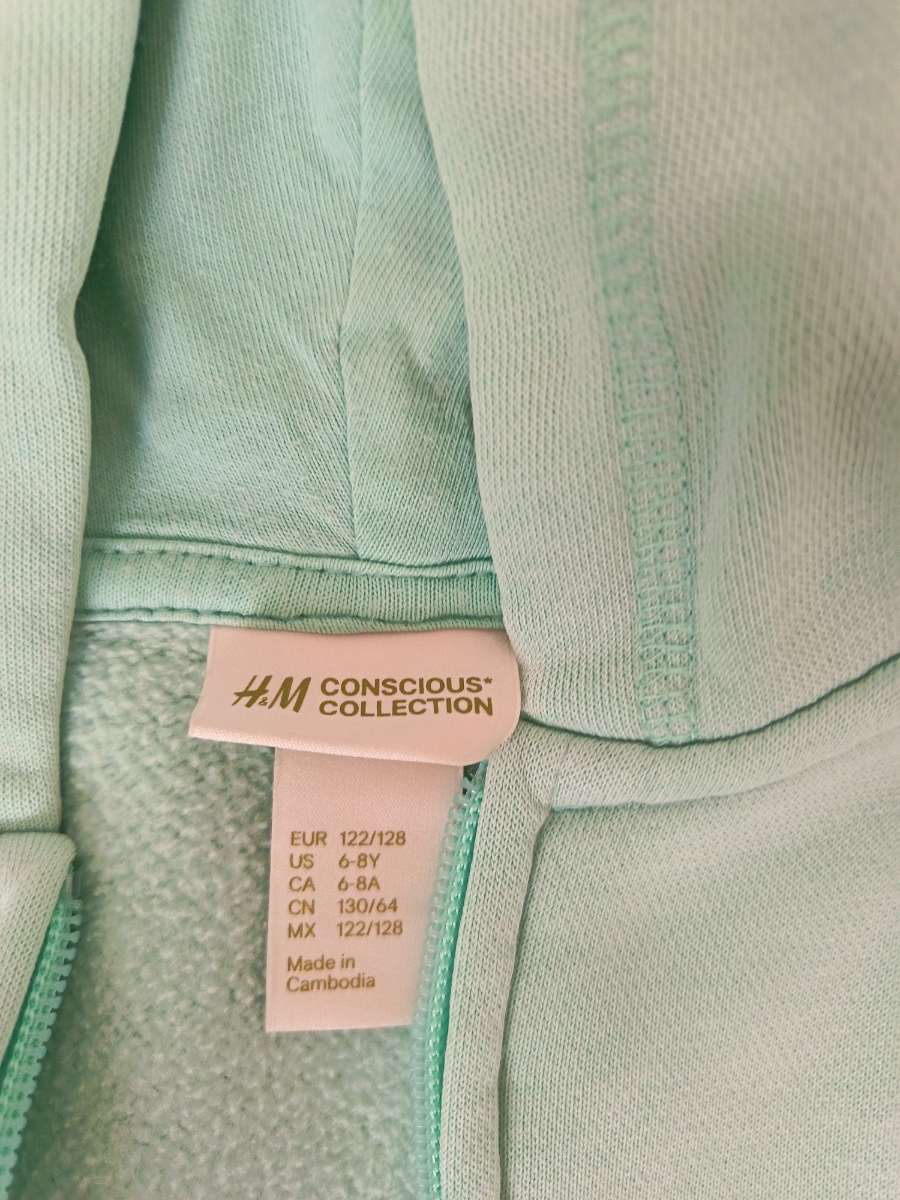 H&M CONSCIOUS*
COLLECTION
EUR 122/128
US 6-8Y
CA 6-8A
CN 130/64
MX 122/128
Made in
Cambodia